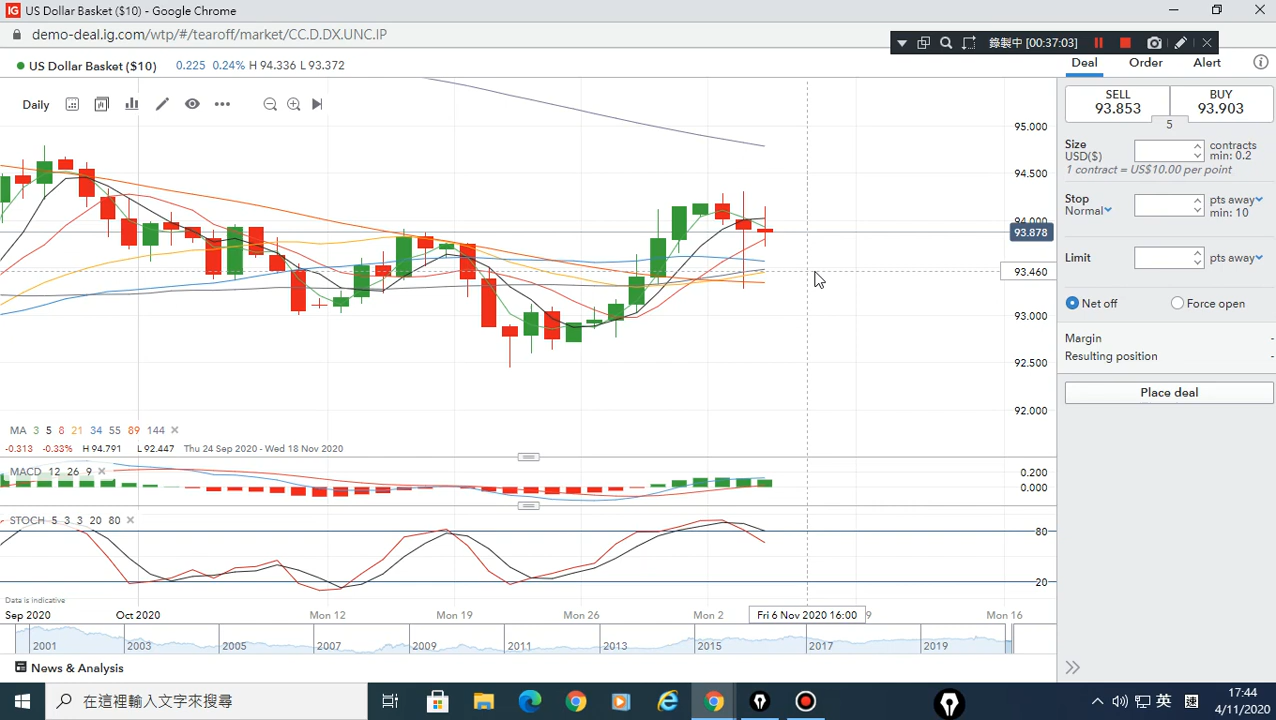 IG US Dollar Basket ($10) - Google Chrome
demo-deal.ig.com/wtp/#/tearoff/market/CC.D.DX.UNC.IP
錄製中 [00:37:03]
US Dollar Basket ($10) 0.225 0.24% H 94.336 L 93.372
Deal Order Alert
Daily
SELL
93.853
BUY
93.903
5
Size
USD($)
contracts
min: 0.2
1 contract = US$10.00 per point
Stop
Normal
pts away
min: 10
Limit
pts away
Net off
Force open
Margin -
Resulting position -
Place deal
95.000
94.500
94.000
93.878
93.460
93.000
92.500
92.000
MA 3 5 8 21 34 55 89 144
-0.313 -0.33% H 94.791 L 92.447 Thu 24 Sep 2020 - Wed 18 Nov 2020
MACD 12 26 9
0.200
0.000
STOCH 5 3 3 20 80
80
20
Data is indicative
Sep 2020 Oct 2020 Mon 12 Mon 19 Mon 26 Mon 2 Fri 6 Nov 2020 16:00 9 Mon 16
2001 2003 2005 2007 2009 2011 2013 2015 2017 2019
News & Analysis
在這裡輸入文字來搜尋
英
17:44
4/11/2020